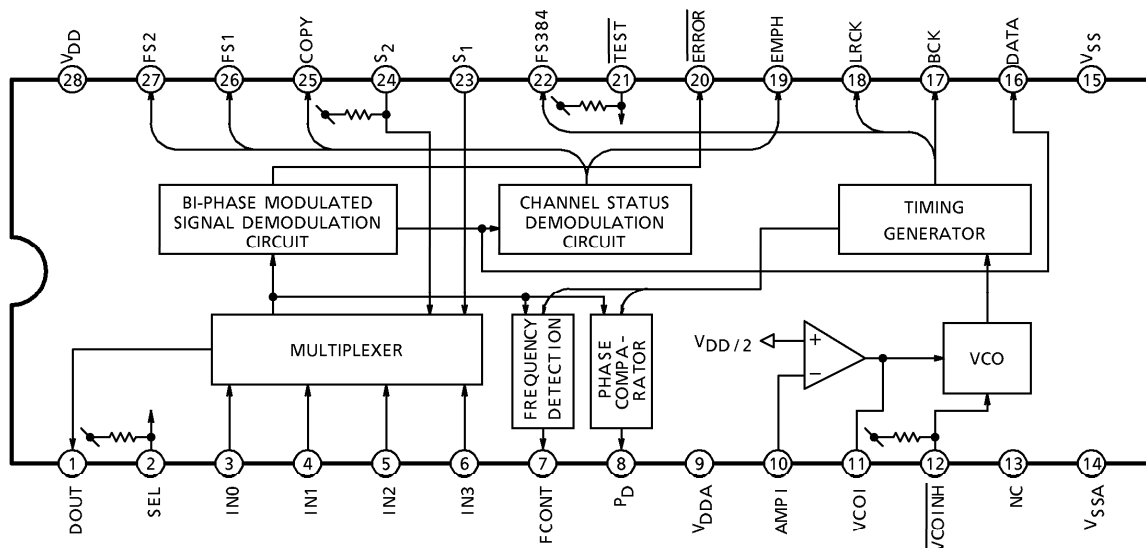 VDD FS2 FS1 COPY S2 S1 FS384 TEST ERROR EMPH LRCK BCK DATA VSS
28 27 26 25 24 23 22 21 20 19 18 17 16 15
BI-PHASE MODULATED
SIGNAL DEMODULATION
CIRCUIT
CHANNEL STATUS
DEMODULATION
CIRCUIT
TIMING
GENERATOR
MULTIPLEXER
FREQUENCY
DETECTION
PHASE
COMPA-
RATOR
VDD/2
+
−
VCO
1 2 3 4 5 6 7 8 9 10 11 12 13 14
DOUT SEL IN0 IN1 IN2 IN3 FCONT PD VDDA AMPI VCOI VCOINH NC VSSA